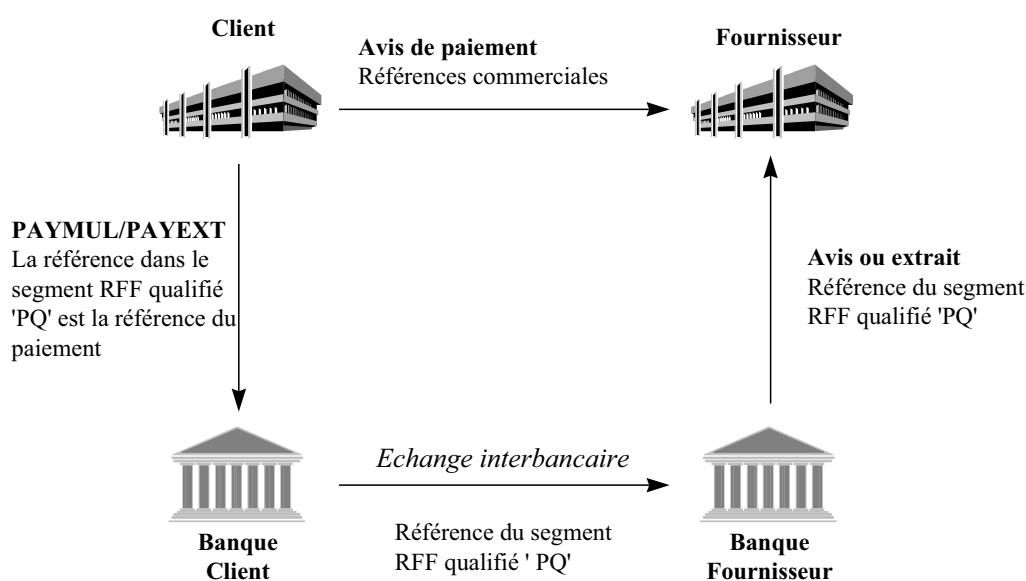 Client
Avis de paiement
Références commerciales
Fournisseur
PAYMUL/PAYEXT
La référence dans le
segment RFF qualifié
'PQ' est la référence du
paiement
Avis ou extrait
Référence du segment
RFF qualifié 'PQ'
Echange interbancaire
Référence du segment
RFF qualifié ' PQ'
Banque
Client
Banque
Fournisseur